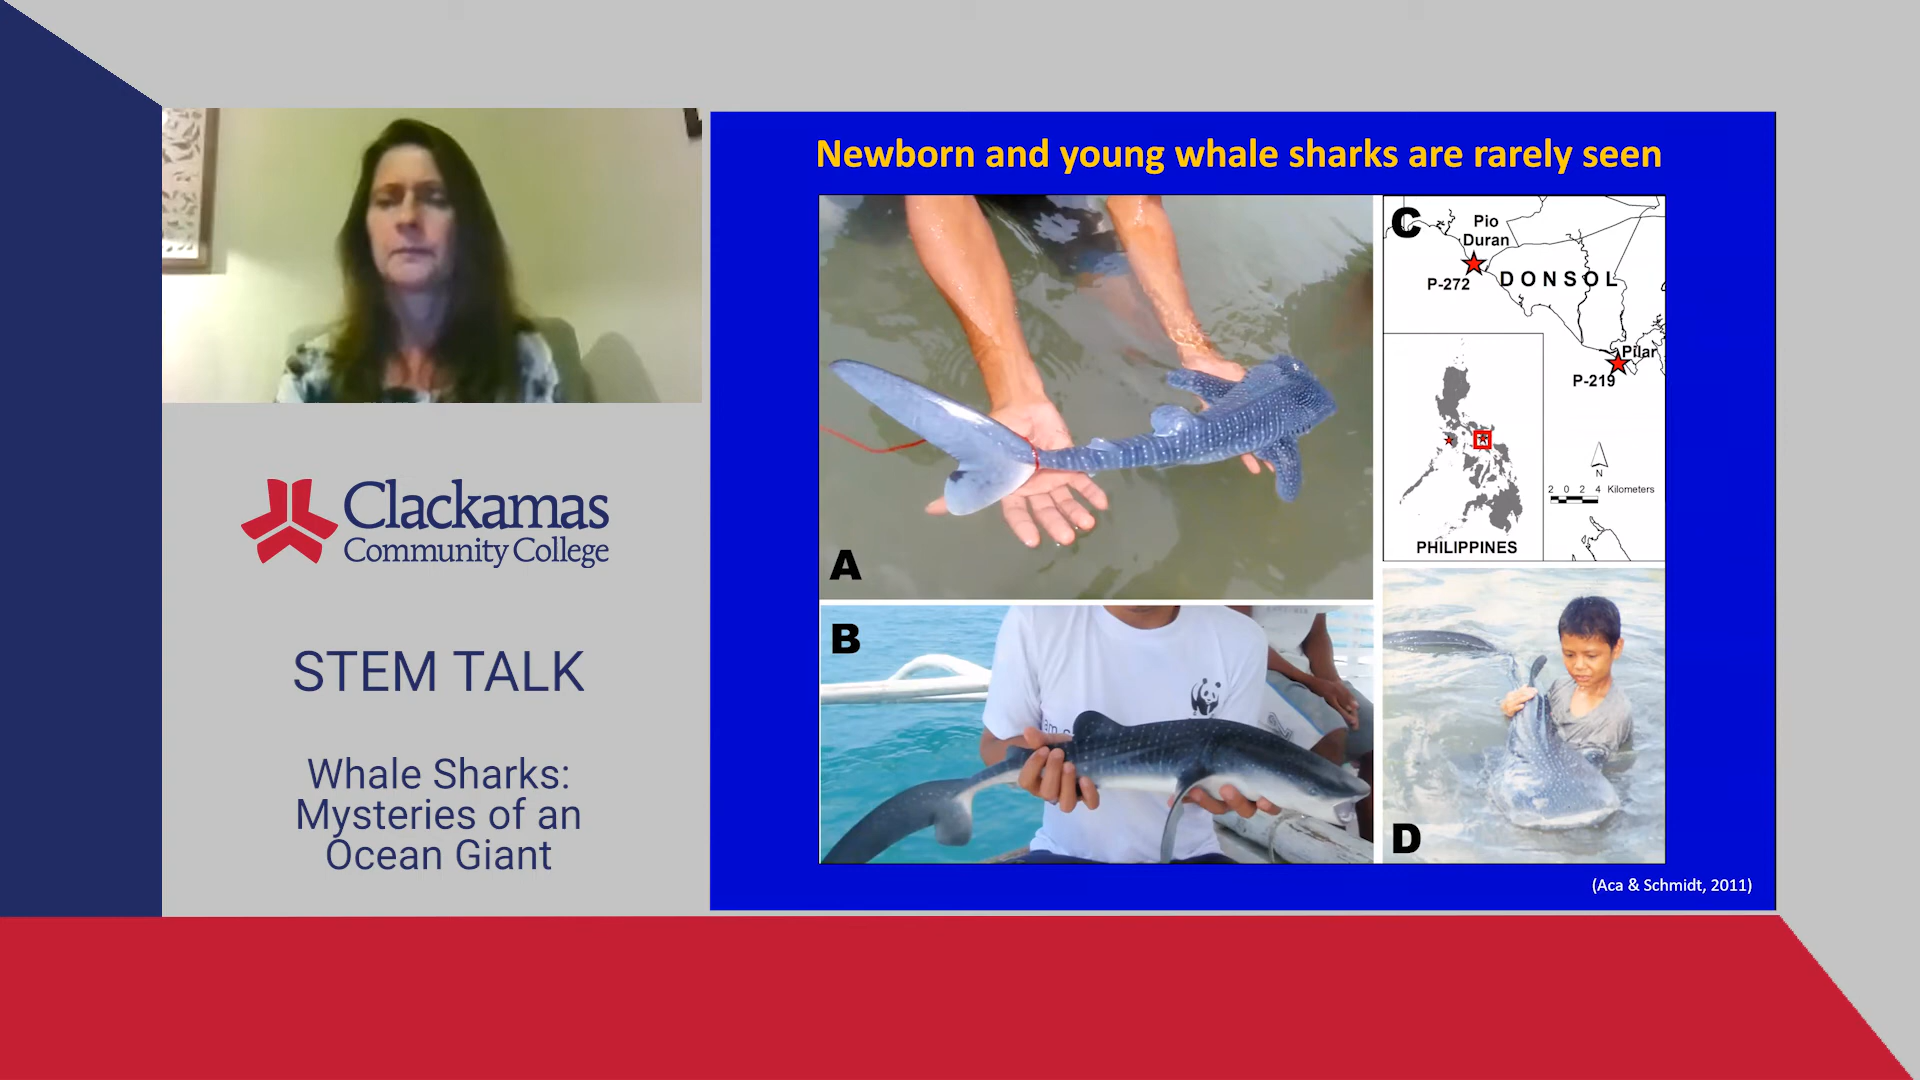 Clackamas
Community College
STEM TALK
Whale Sharks:
Mysteries of an
Ocean Giant
Newborn and young whale sharks are rarely seen
A
B
C
Pio
Duran
P-272
DONSOL
Pilar
P-219
N
2 0 2 4 Kilometers
PHILIPPINES
D
(Aca & Schmidt, 2011)